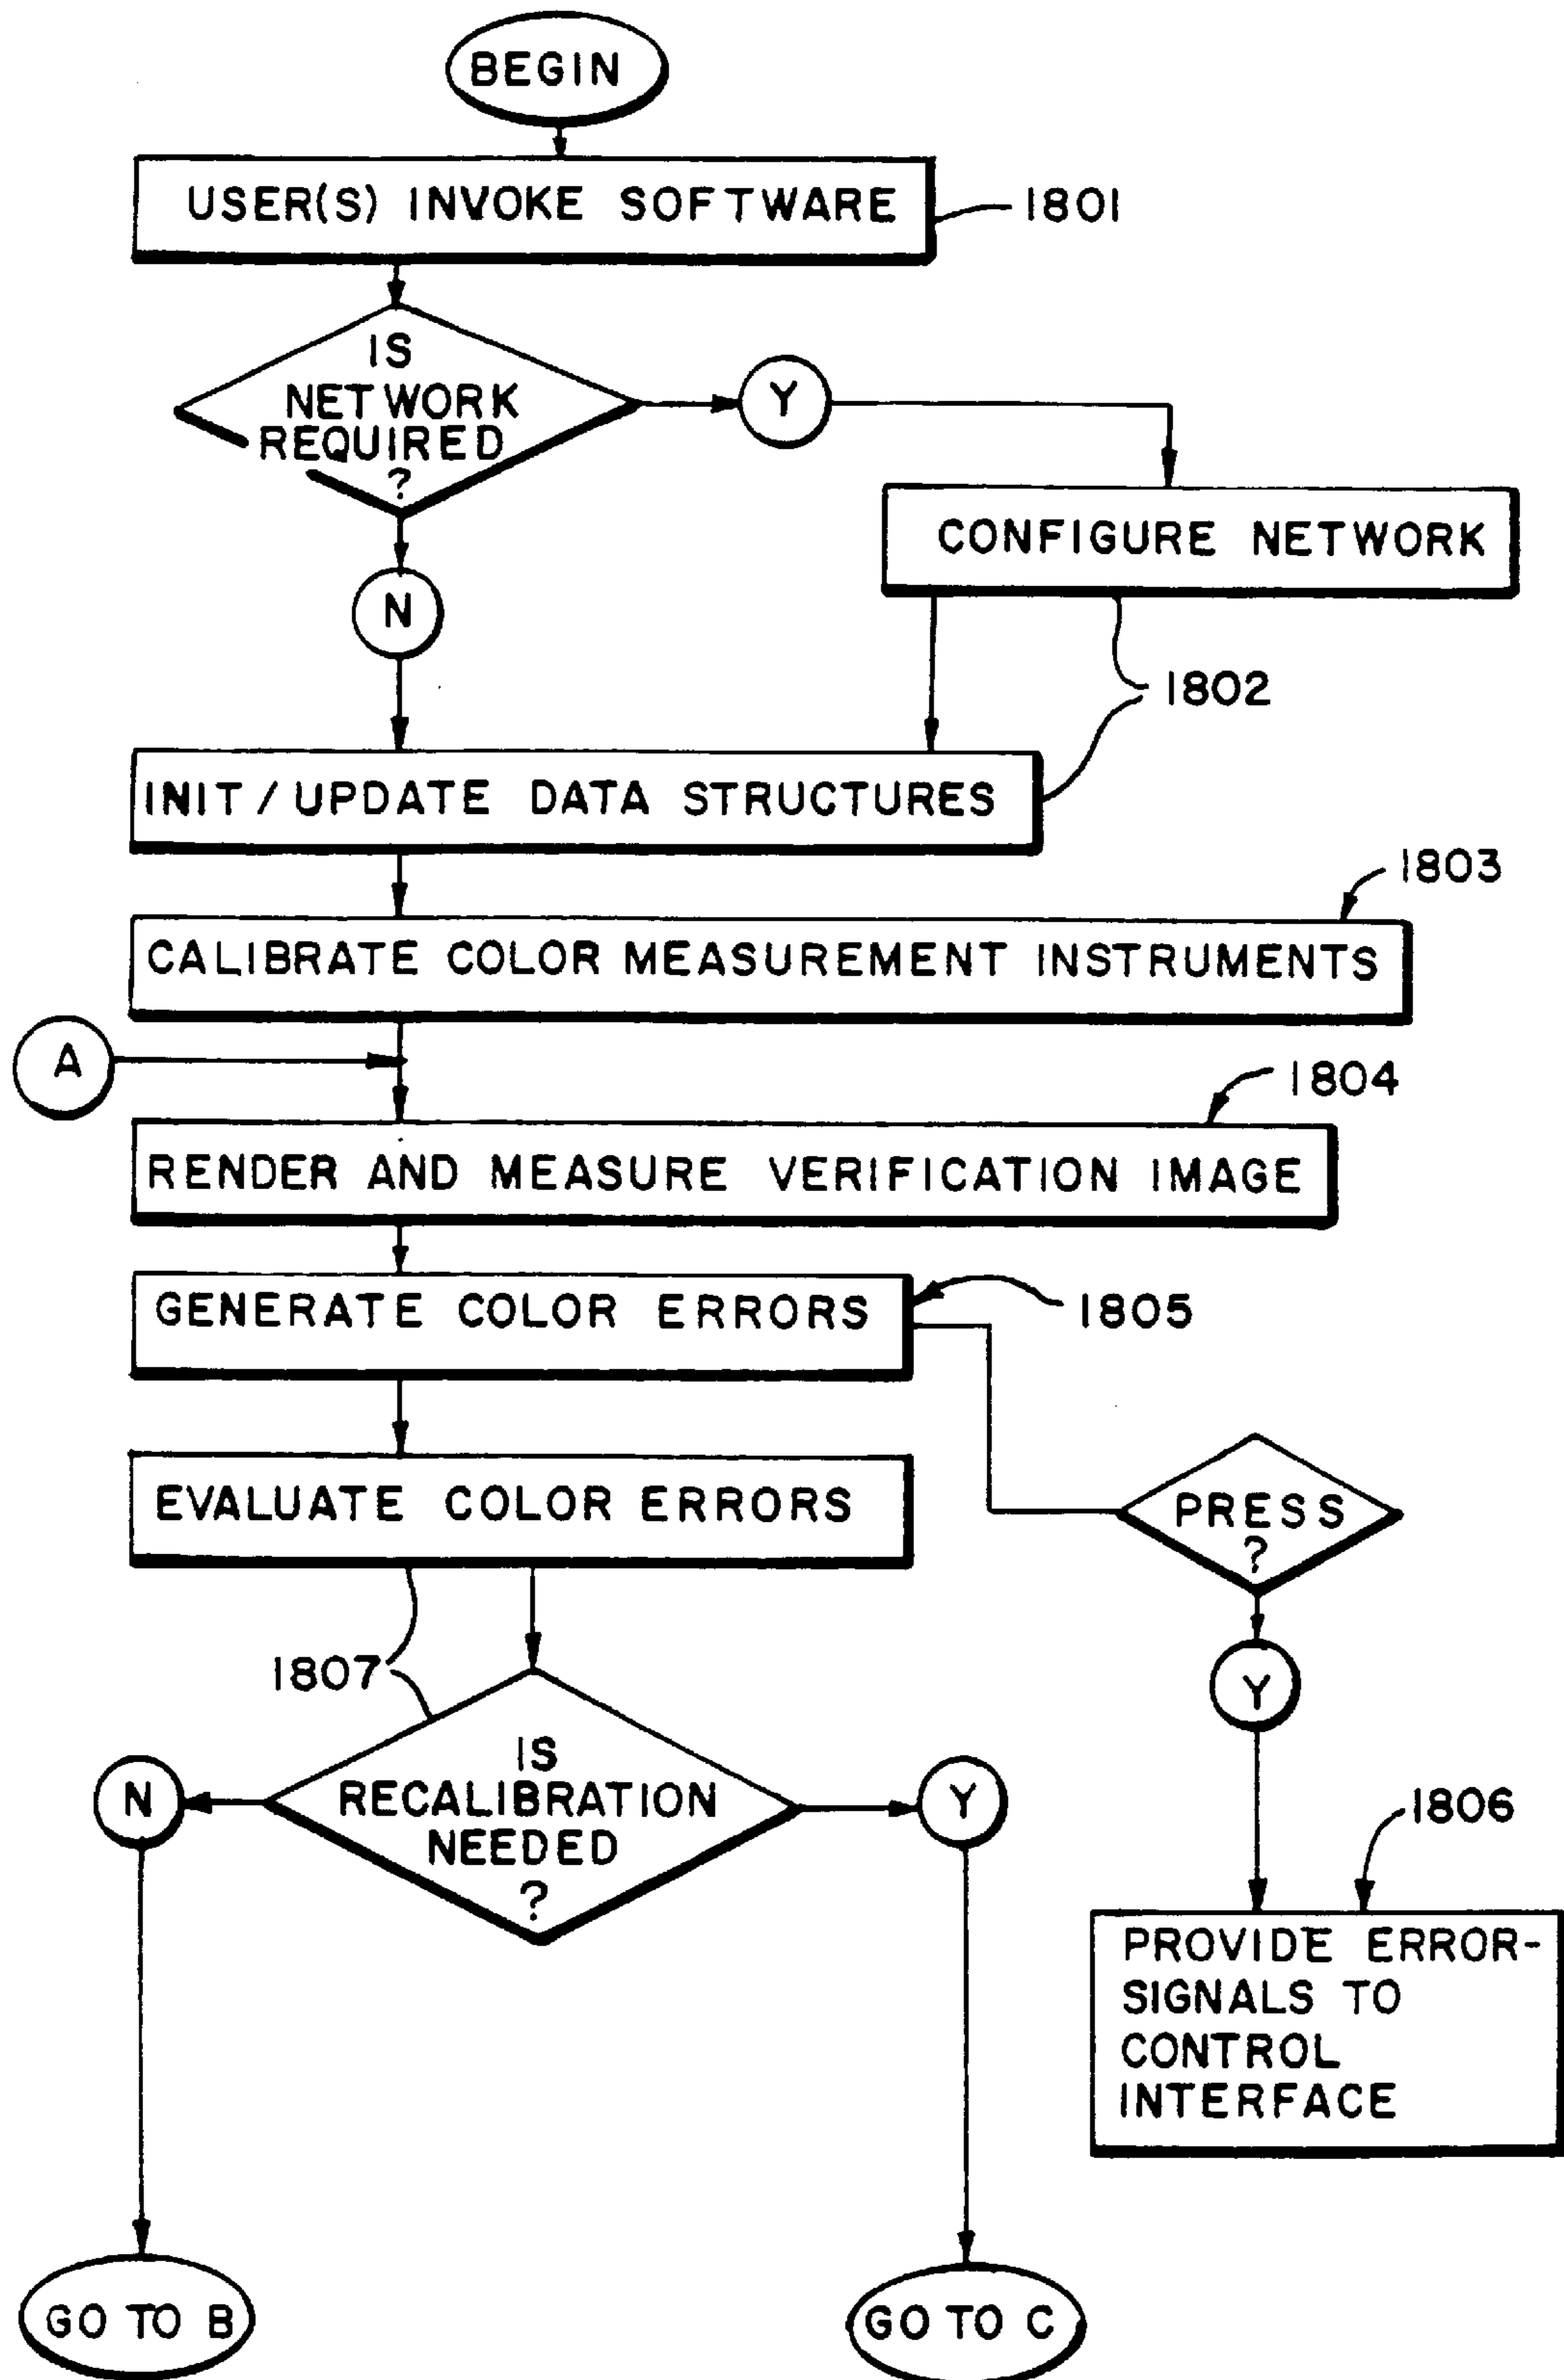 BEGIN
USER(S) INVOKE SOFTWARE
1801
IS
NETWORK
REQUIRED
?
Y
CONFIGURE NETWORK
N
1802
INIT / UPDATE DATA STRUCTURES
1803
CALIBRATE COLOR MEASUREMENT INSTRUMENTS
A
1804
RENDER AND MEASURE VERIFICATION IMAGE
GENERATE COLOR ERRORS
1805
EVALUATE COLOR ERRORS
PRESS
?
1807
Y
IS
RECALIBRATION
NEEDED
?
N
Y
1806
PROVIDE ERROR-
SIGNALS TO
CONTROL
INTERFACE
GO TO B
GO TO C